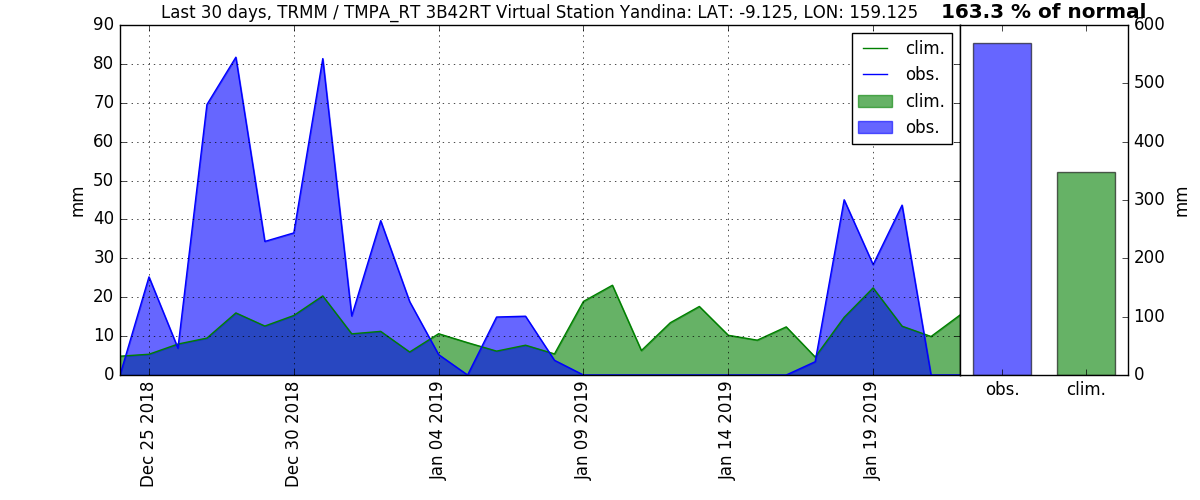 Last 30 days, TRMM / TMPA_RT 3B42RT Virtual Station Yandina: LAT: -9.125, LON: 159.125
163.3 % of normal
90
80
70
60
50
40
30
20
10
0
mm
clim.
obs.
clim.
obs.
Dec 25 2018
Dec 30 2018
Jan 04 2019
Jan 09 2019
Jan 14 2019
Jan 19 2019
600
500
400
300
200
100
0
mm
obs.
clim.